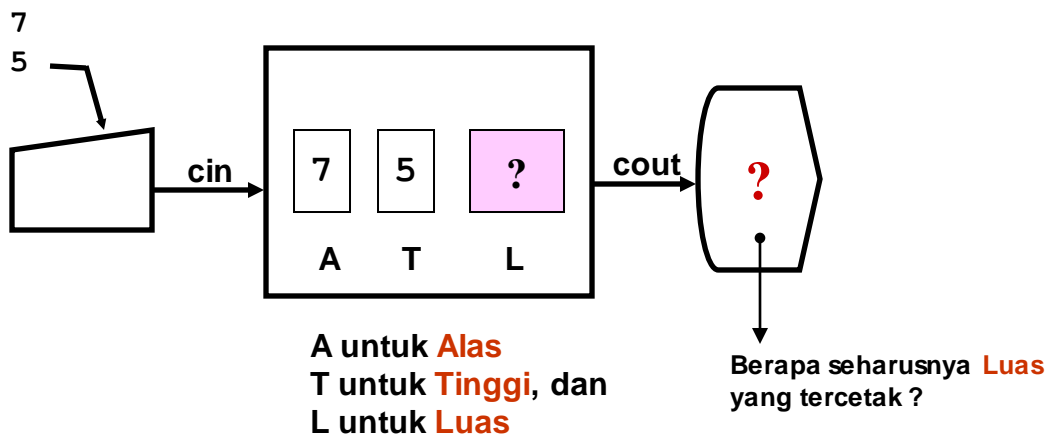 7
5
cin
7 5 ?
cout
?
A T L
A untuk Alas
T untuk Tinggi, dan
L untuk Luas
Berapa seharusnya Luas
yang tercetak ?